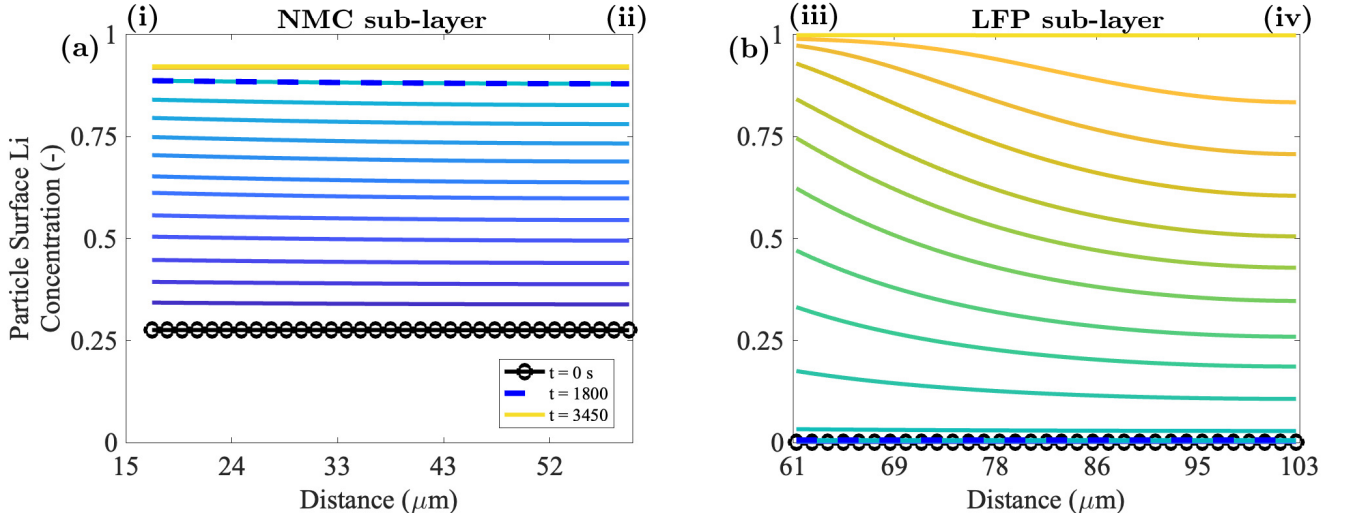 (i) NMC sub-layer (ii)
(a)
1
0.75
0.5
0.25
0
Particle Surface Li
Concentration (-)
t = 0 s
t = 1800
t = 3450
15 24 33 43 52
Distance (μm)
(iii) LFP sub-layer (iv)
(b)
1
0.75
0.5
0.25
0
61 69 78 86 95 103
Distance (μm)